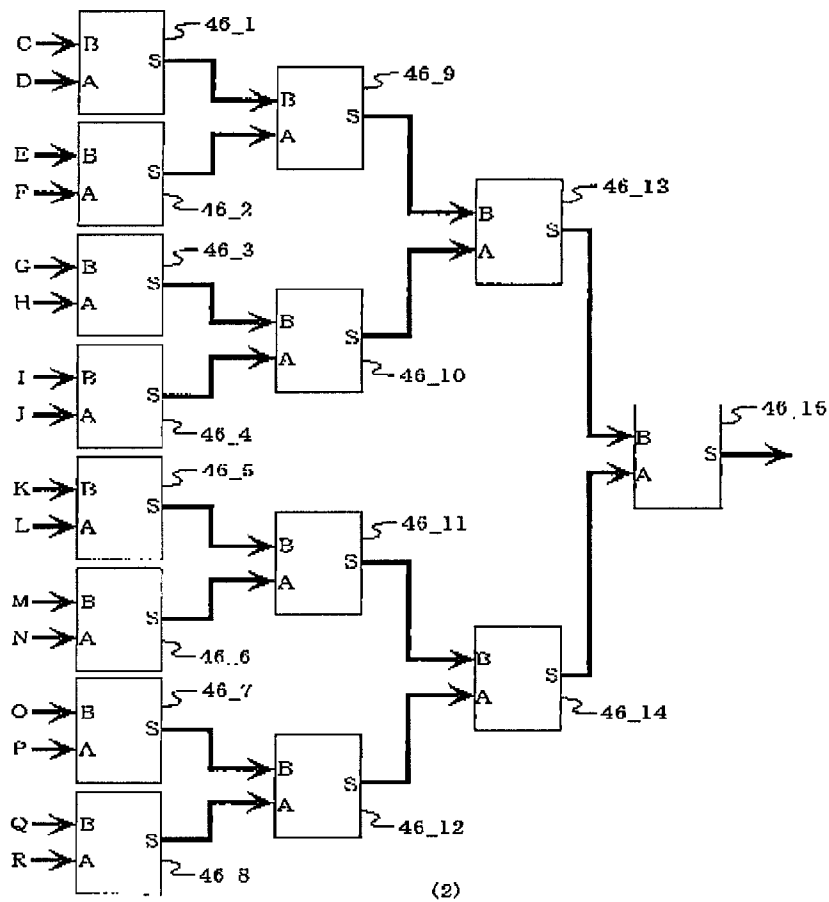 46_1
C B
S
D A
46_9
B
S
A
E B
S
F A
46_2
46_13
B
S
A
46_3
G B
S
H A
B
S
A
46_10
I B
S
J A
46_4
46_15
B
S
A
46_5
K B
S
L A
46_11
B
S
A
M B
S
N A
46_6
B
S
A
46_14
46_7
O B
S
P A
B
S
A
46_12
Q B
S
R A
46_8
(2)